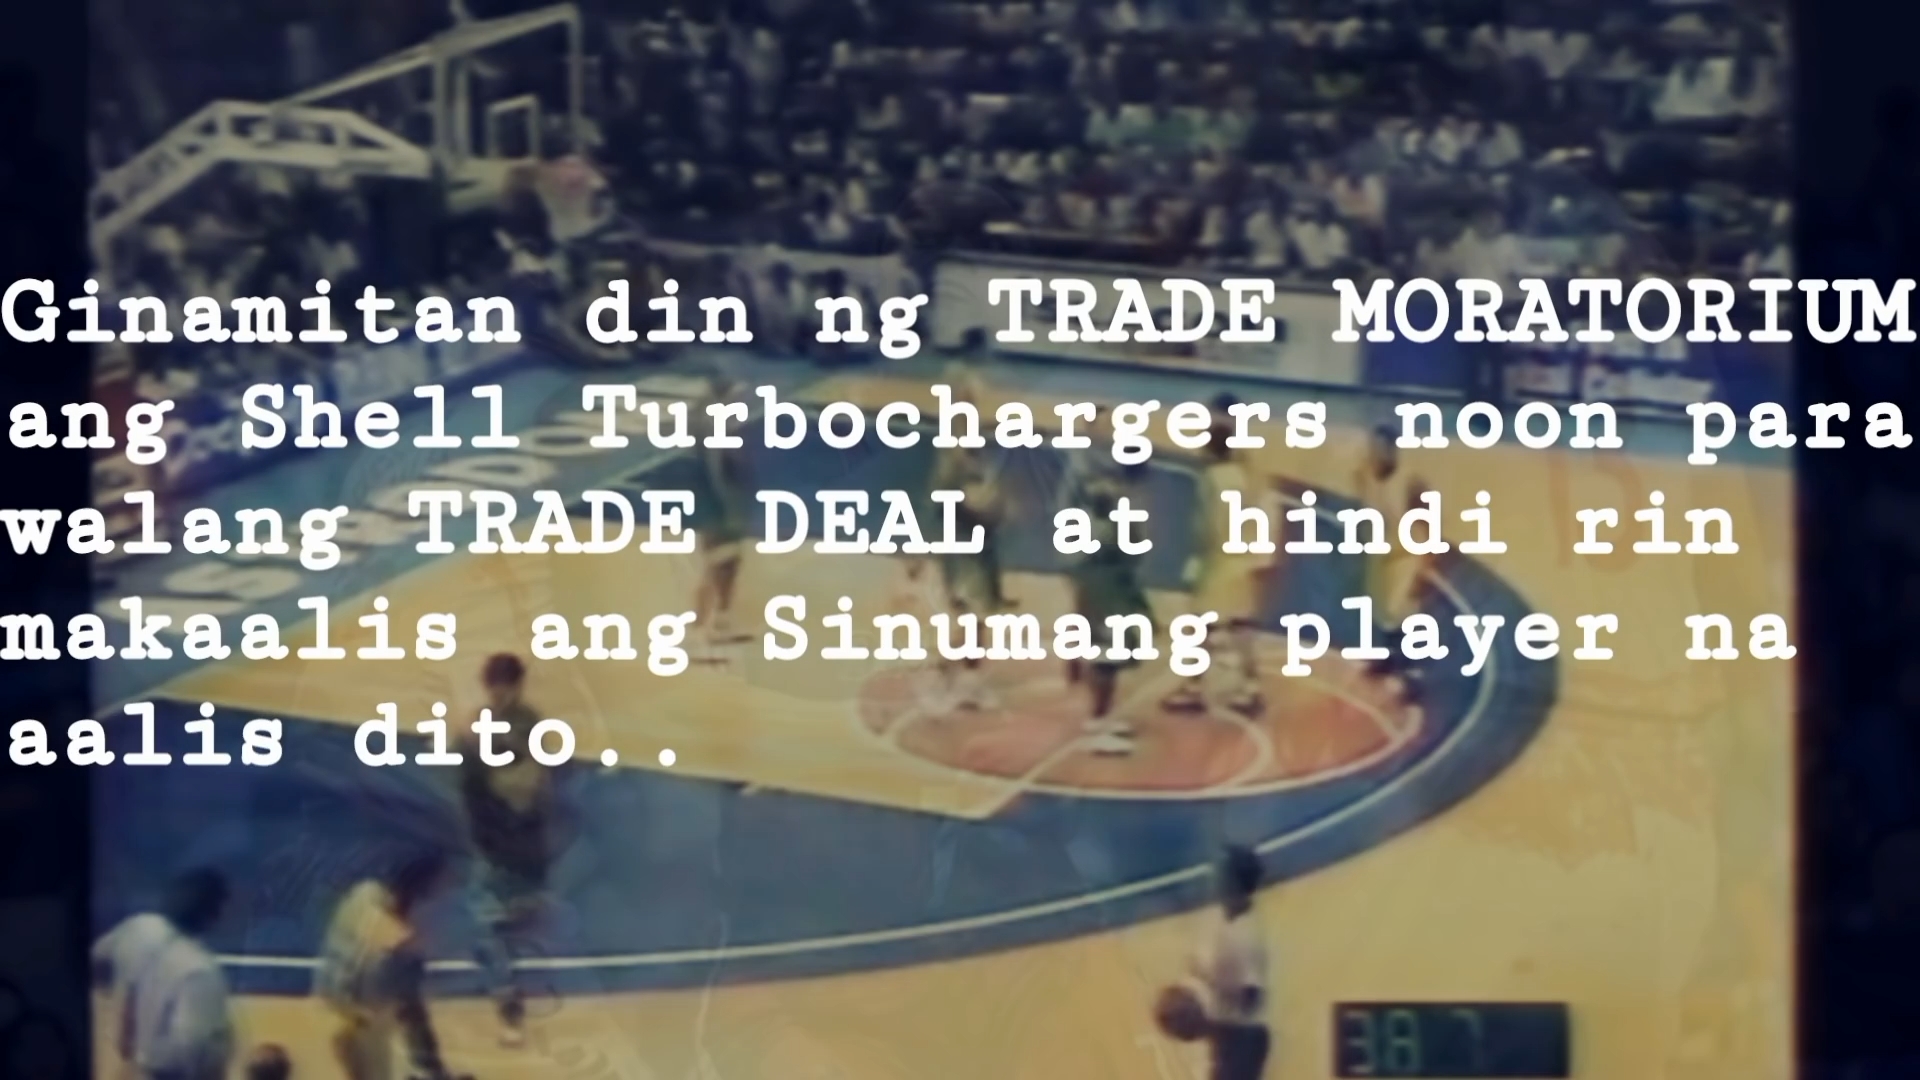 Ginamitan din ng TRADE MORATORIUM
ang Shell Turbochargers noon para
walang TRADE DEAL at hindi rin
makaalis ang Sinumang player na
aalis dito..